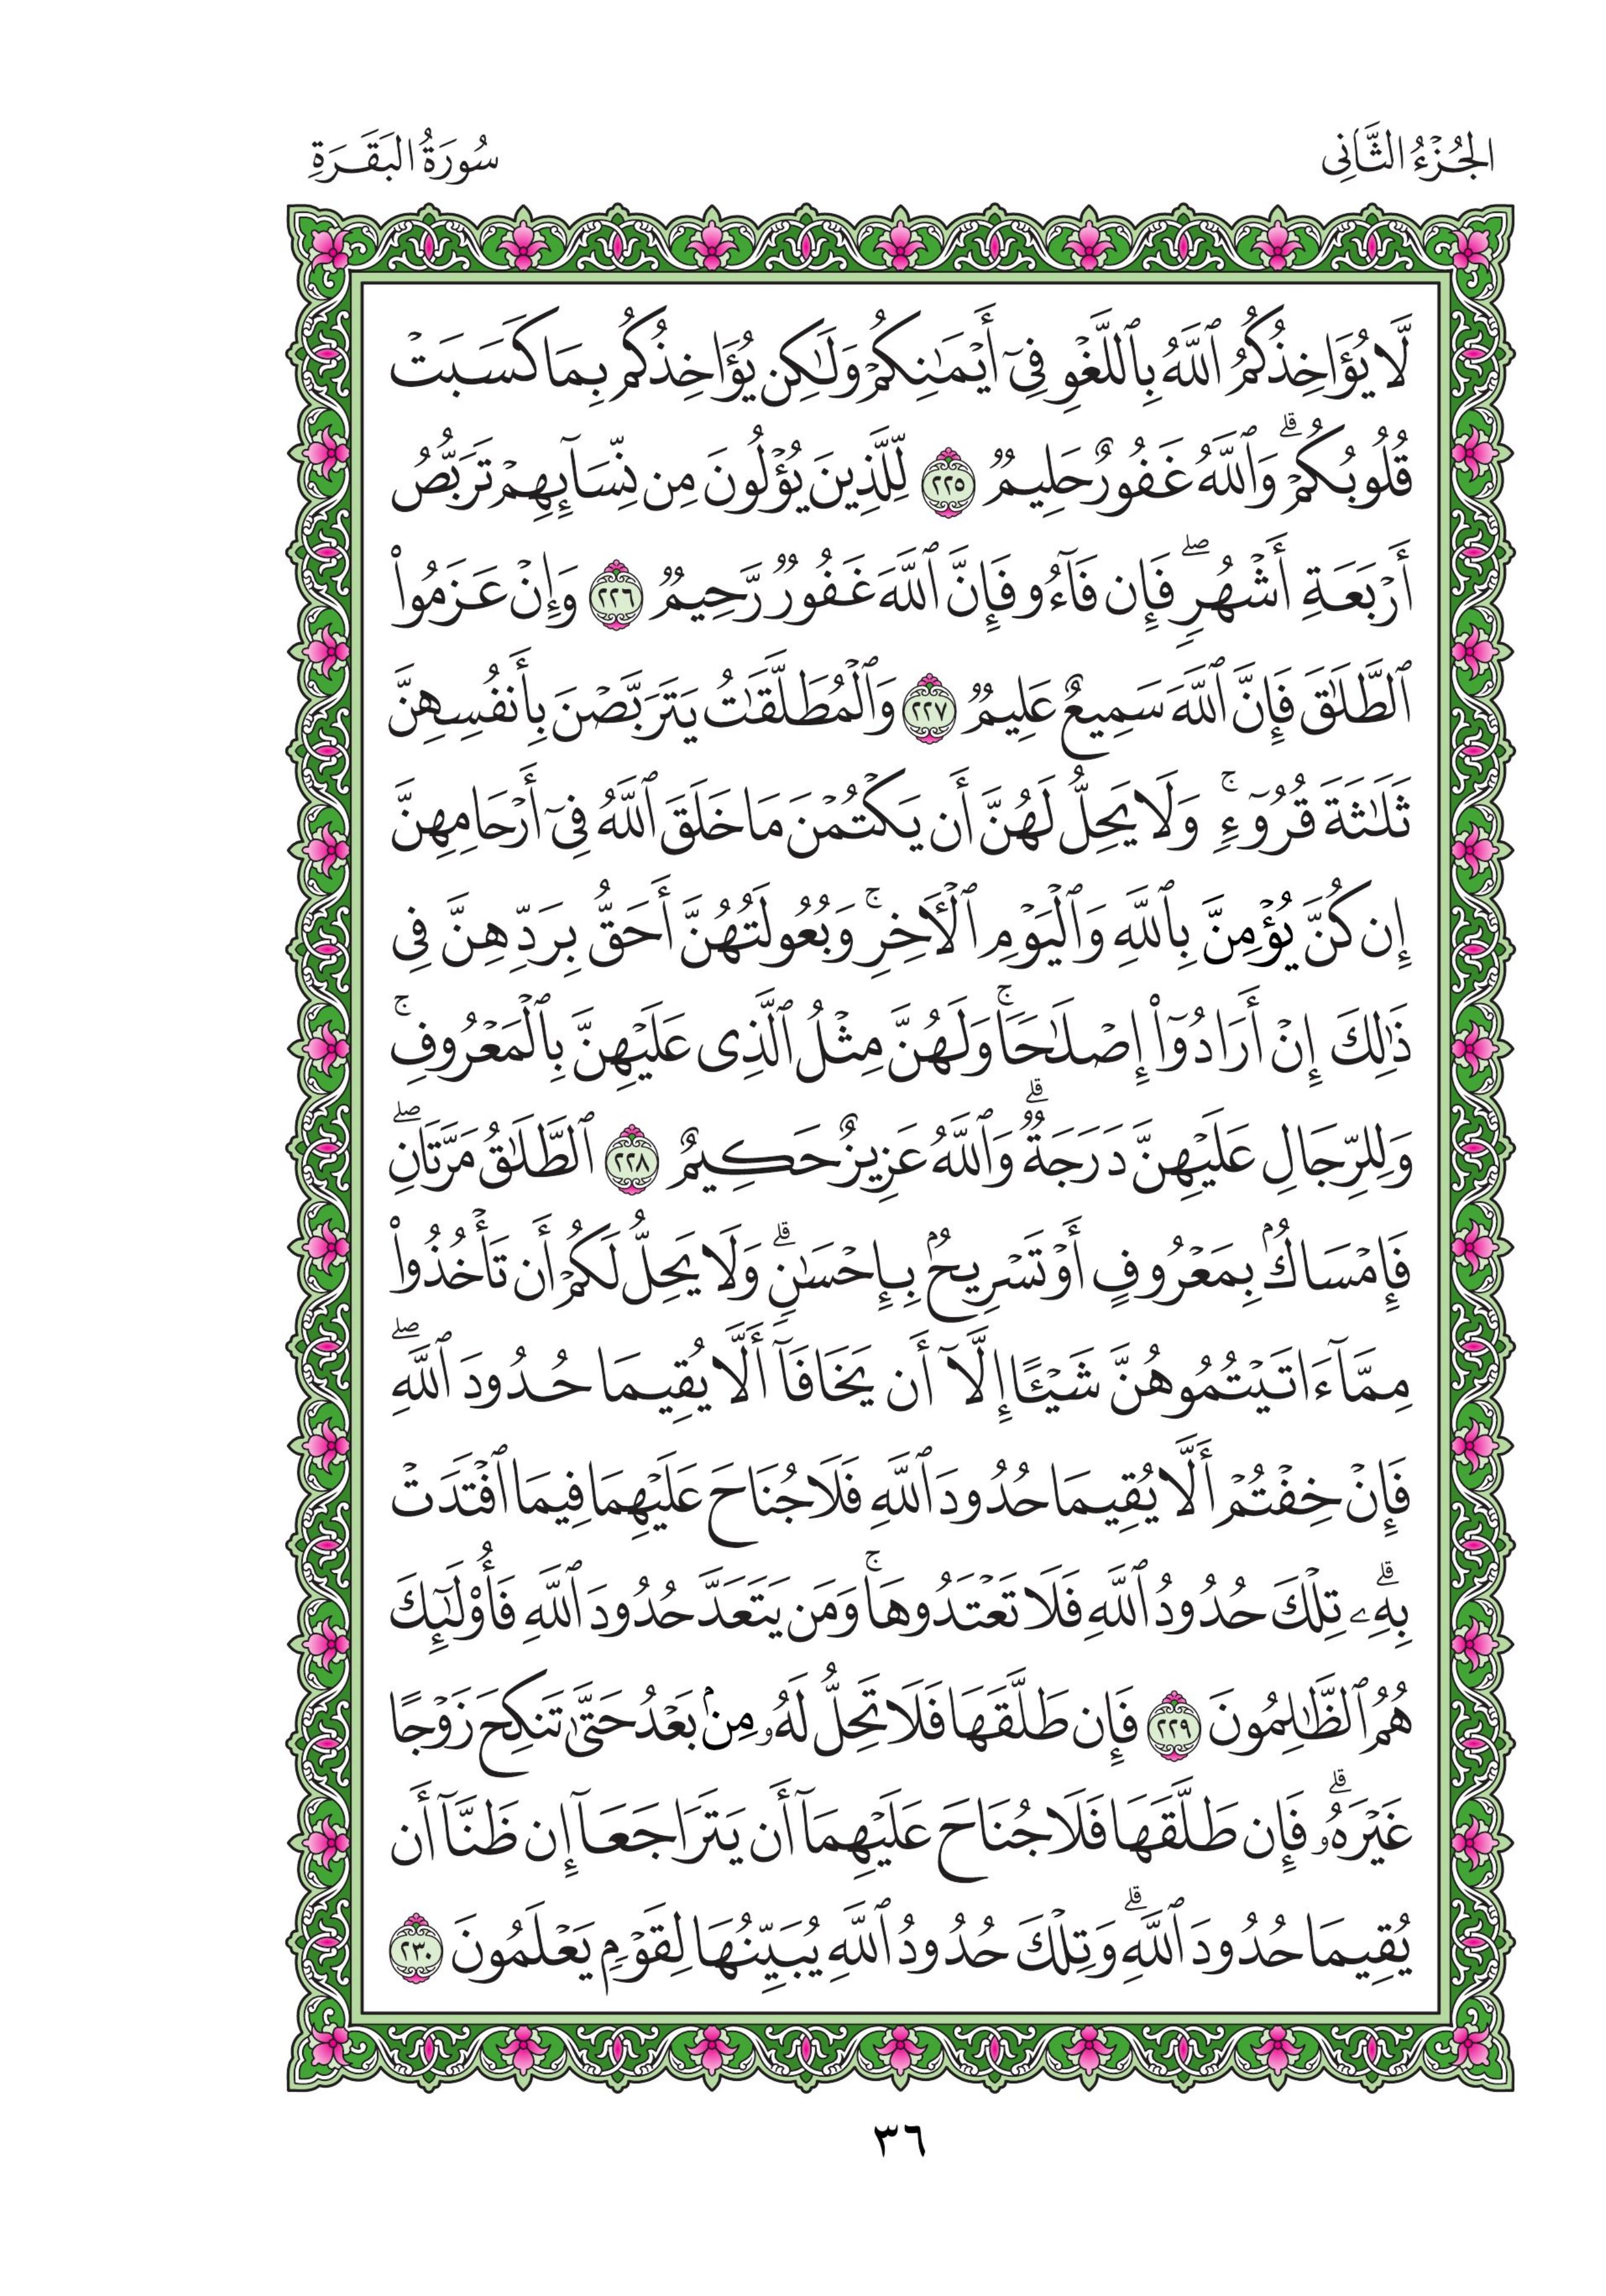 الجُزْءُ الثَّانِى
سُورَةُ البَقَرَةِ
لَّا يُؤَاخِذُكُمُ ٱللَّهُ بِٱللَّغْوِ فِىٓ أَيْمَـٰنِكُمْ وَلَـٰكِن يُؤَاخِذُكُم بِمَا كَسَبَتْ
قُلُوبُكُمْ ۗ وَٱللَّهُ غَفُورٌ حَلِيمٌ ٢٢٥ لِّلَّذِينَ يُؤْلُونَ مِن نِّسَآئِهِمْ تَرَبُّصُ
أَرْبَعَةِ أَشْهُرٍ ۖ فَإِن فَآءُو فَإِنَّ ٱللَّهَ غَفُورٌ رَّحِيمٌ ٢٢٦ وَإِنْ عَزَمُوا۟
ٱلطَّلَـٰقَ فَإِنَّ ٱللَّهَ سَمِيعٌ عَلِيمٌ ٢٢٧ وَٱلْمُطَلَّقَـٰتُ يَتَرَبَّصْنَ بِأَنفُسِهِنَّ
ثَلَـٰثَةَ قُرُوٓءٍ ۚ وَلَا يَحِلُّ لَهُنَّ أَن يَكْتُمْنَ مَا خَلَقَ ٱللَّهُ فِىٓ أَرْحَامِهِنَّ
إِن كُنَّ يُؤْمِنَّ بِٱللَّهِ وَٱلْيَوْمِ ٱلْـَٔاخِرِ ۚ وَبُعُولَتُهُنَّ أَحَقُّ بِرَدِّهِنَّ فِى
ذَٰلِكَ إِنْ أَرَادُوٓا۟ إِصْلَـٰحًا ۚ وَلَهُنَّ مِثْلُ ٱلَّذِى عَلَيْهِنَّ بِٱلْمَعْرُوفِ ۚ
وَلِلرِّجَالِ عَلَيْهِنَّ دَرَجَةٌ ۗ وَٱللَّهُ عَزِيزٌ حَكِيمٌ ٢٢٨ ٱلطَّلَـٰقُ مَرَّتَانِ ۖ
فَإِمْسَاكٌۢ بِمَعْرُوفٍ أَوْ تَسْرِيحٌۢ بِإِحْسَـٰنٍ ۗ وَلَا يَحِلُّ لَكُمْ أَن تَأْخُذُوا۟
مِمَّآ ءَاتَيْتُمُوهُنَّ شَيْـًٔا إِلَّآ أَن يَخَافَآ أَلَّا يُقِيمَا حُدُودَ ٱللَّهِ ۖ
فَإِنْ خِفْتُمْ أَلَّا يُقِيمَا حُدُودَ ٱللَّهِ فَلَا جُنَاحَ عَلَيْهِمَا فِيمَا ٱفْتَدَتْ
بِهِۦ ۗ تِلْكَ حُدُودُ ٱللَّهِ فَلَا تَعْتَدُوهَا ۚ وَمَن يَتَعَدَّ حُدُودَ ٱللَّهِ فَأُو۟لَـٰٓئِكَ
هُمُ ٱلظَّـٰلِمُونَ ٢٢٩ فَإِن طَلَّقَهَا فَلَا تَحِلُّ لَهُۥ مِنۢ بَعْدُ حَتَّىٰ تَنكِحَ زَوْجًا
غَيْرَهُۥ ۗ فَإِن طَلَّقَهَا فَلَا جُنَاحَ عَلَيْهِمَآ أَن يَتَرَاجَعَآ إِن ظَنَّآ أَن
يُقِيمَا حُدُودَ ٱللَّهِ ۗ وَتِلْكَ حُدُودُ ٱللَّهِ يُبَيِّنُهَا لِقَوْمٍ يَعْلَمُونَ ٢٣٠
٣٦